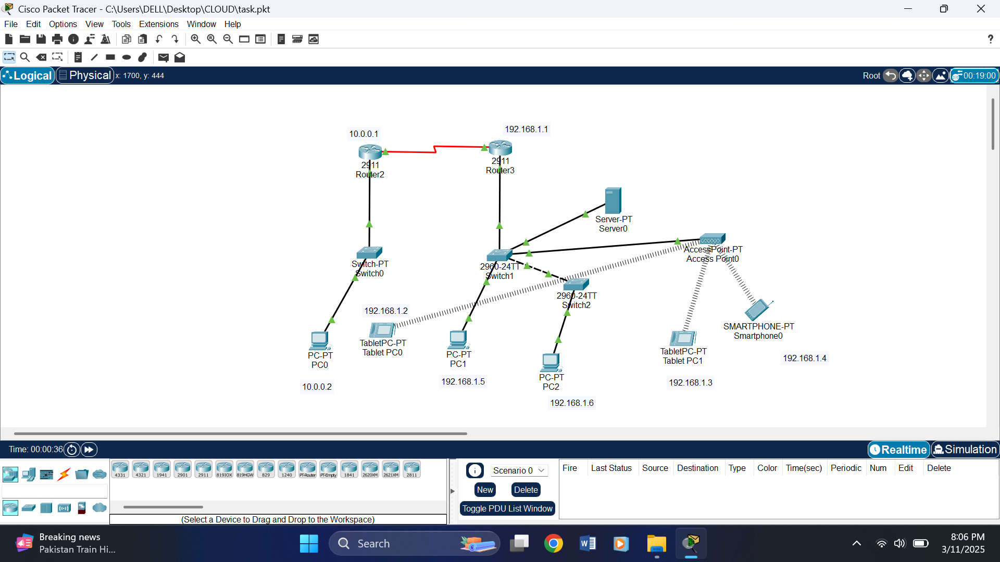 Cisco Packet Tracer - C:\Users\DELL\Desktop\CLOUD\task.pkt
File Edit Options View Tools Extensions Window Help
?
Logical Physical x: 1700, y: 444 Root 00:19:00
10.0.0.1
192.168.1.1
2911
Router2
2911
Router3
Server-PT
Server0
AccessPoint-PT
Access Point0
Switch-PT
Switch0
2960-24TT
Switch1
2960-24TT
Switch2
192.168.1.2
TabletPC-PT
Tablet PC0
PC-PT
PC0
PC-PT
PC1
SMARTPHONE-PT
Smartphone0
TabletPC-PT
Tablet PC1
192.168.1.4
PC-PT
PC2
10.0.0.2
192.168.1.5
192.168.1.3
192.168.1.6
Time: 00:00:36 Realtime Simulation
4331 4321 1941 2901 2911 819IOX 819HGW 829 1240 PT-Router PT-Empty 1841 2620XM 2621XM 2811
(Select a Device to Drag and Drop to the Workspace)
Scenario 0
New Delete
Toggle PDU List Window
Fire Last Status Source Destination Type Color Time(sec) Periodic Num Edit Delete
Breaking news
Pakistan Train Hi...
Search
8:06 PM
3/11/2025